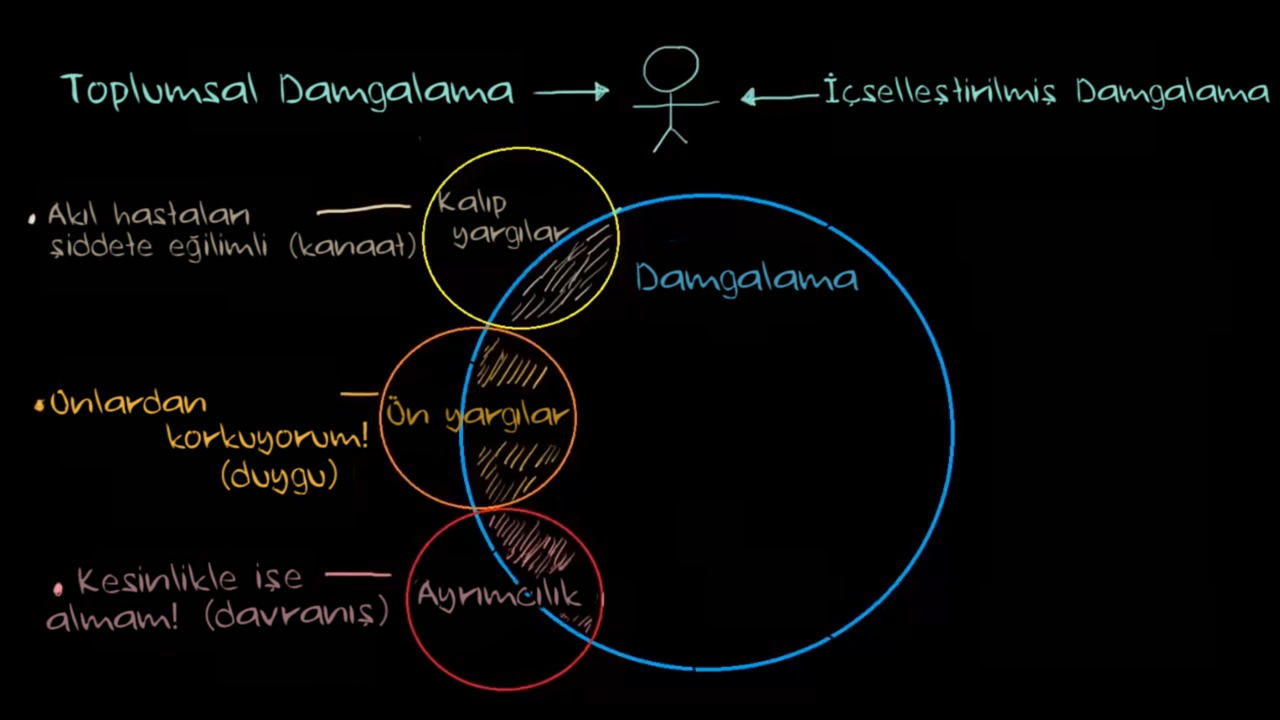 Toplumsal Damgalama
İçselleştirilmiş Damgalama
• Akıl hastaları
şiddete eğilimli (kanaat)
Kalıp
yargılar
Damgalama
• Onlardan
korkuyorum!
(duygu)
Ön yargılar
• Kesinlikle işe
almam! (davranış)
Ayrımcılık